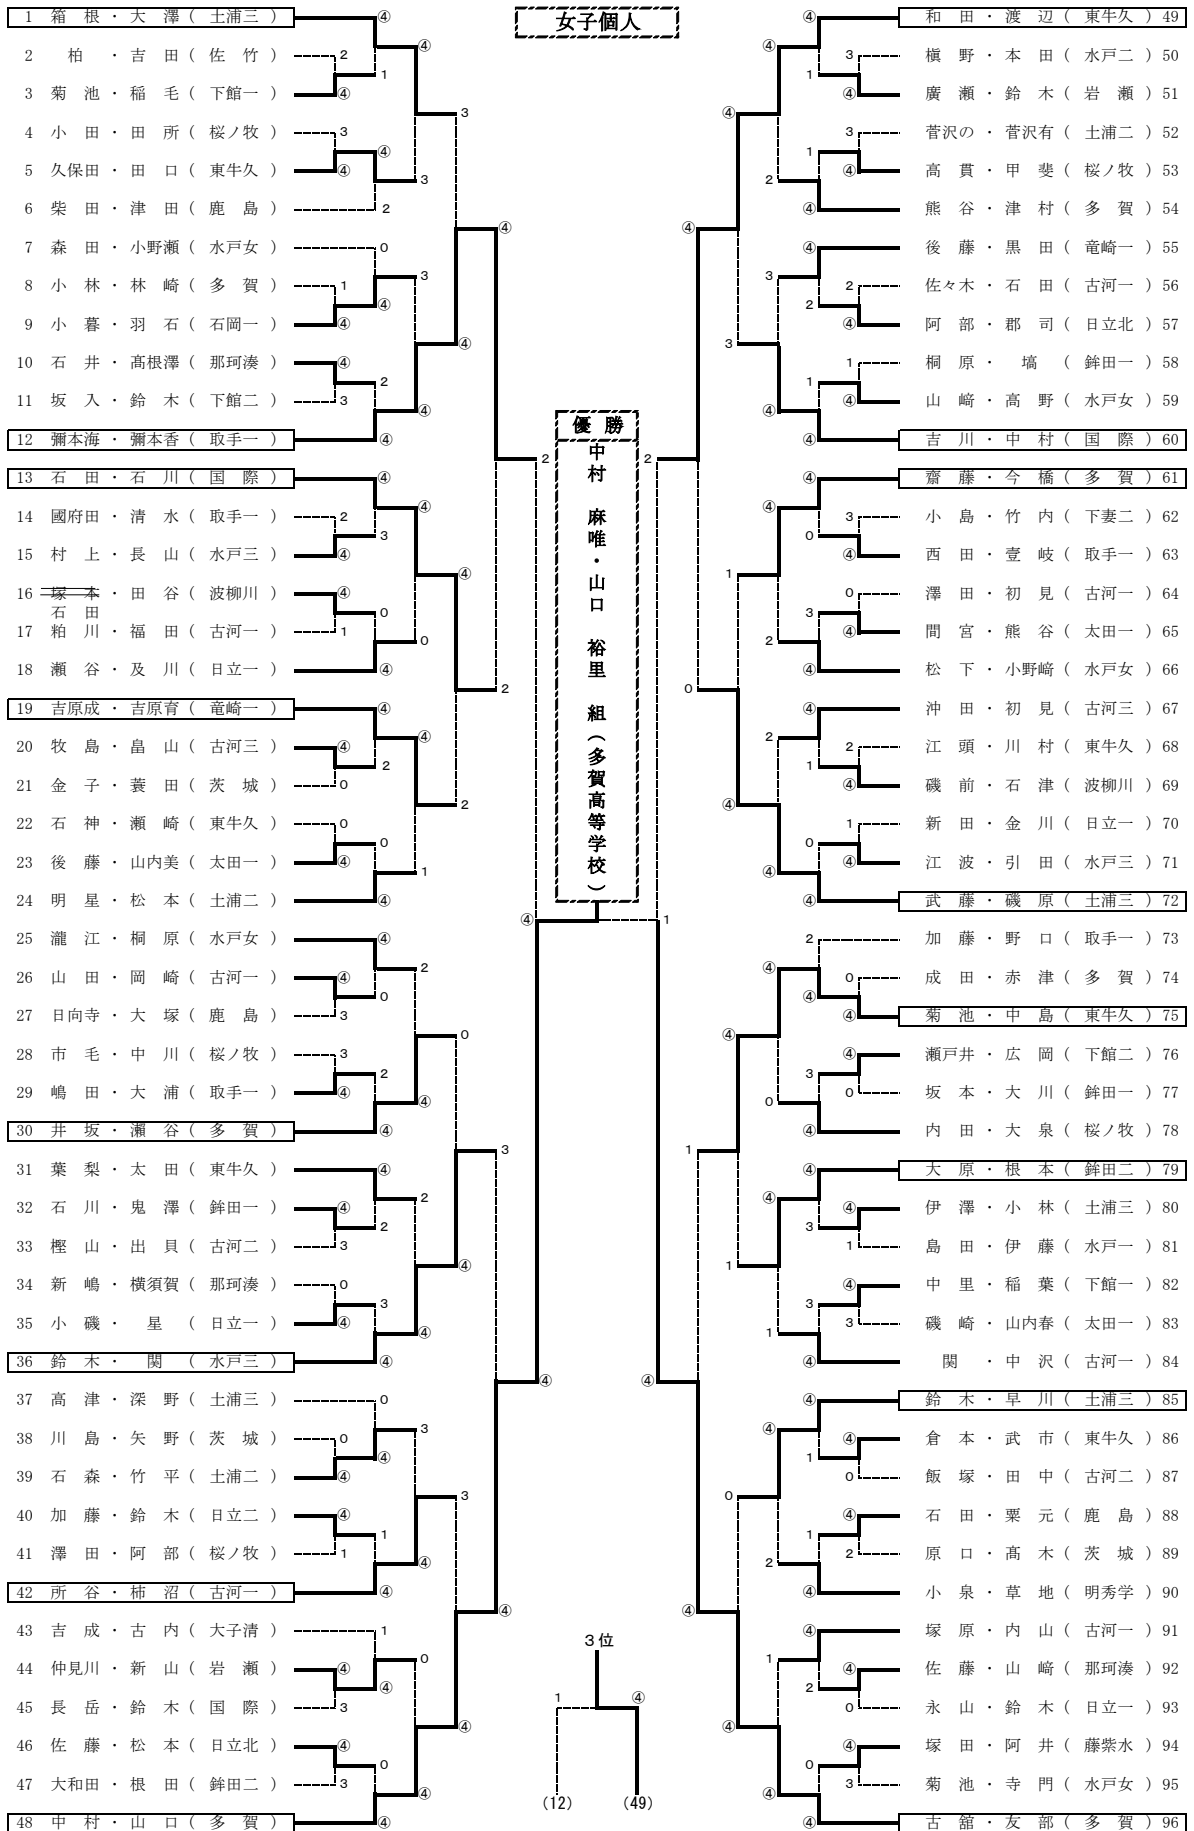 女子個人
1 箱 根・大 澤(土浦三)
2 柏 ・吉 田(佐 竹)
3 菊 池・稲 毛(下館一)
4 小 田・田 所(桜ノ牧)
5 久保田・田 口(東牛久)
6 柴 田・津 田(鹿 島)
7 森 田・小野瀬(水戸女)
8 小 林・林 崎(多 賀)
9 小 暮・羽 石(石岡一)
10 石 井・髙根澤(那珂湊)
11 坂 入・鈴 木(下館二)
12 彌本海・彌本香(取手一)
13 石 田・石 川(国 際)
14 國府田・清 水(取手一)
15 村 上・長 山(水戸三)
16 塚 本・田 谷(波柳川)
石 田
17 粕 川・福 田(古河一)
18 瀬 谷・及 川(日立一)
19 吉原成・吉原育(竜崎一)
20 牧 島・畠 山(古河三)
21 金 子・蓑 田(茨 城)
22 石 神・瀬 崎(東牛久)
23 後 藤・山内美(太田一)
24 明 星・松 本(土浦二)
25 瀧 江・桐 原(水戸女)
26 山 田・岡 崎(古河一)
27 日向寺・大 塚(鹿 島)
28 市 毛・中 川(桜ノ牧)
29 嶋 田・大 浦(取手一)
30 井 坂・瀬 谷(多 賀)
31 葉 梨・太 田(東牛久)
32 石 川・鬼 澤(鉾田一)
33 樫 山・出 貝(古河二)
34 新 嶋・横須賀(那珂湊)
35 小 磯・ 星 (日立一)
36 鈴 木・ 関 (水戸三)
37 高 津・深 野(土浦三)
38 川 島・矢 野(茨 城)
39 石 森・竹 平(土浦二)
40 加 藤・鈴 木(日立二)
41 澤 田・阿 部(桜ノ牧)
42 所 谷・柿 沼(古河一)
43 吉 成・古 内(大子清)
44 仲見川・新 山(岩 瀬)
45 長 岳・鈴 木(国 際)
46 佐 藤・松 本(日立北)
47 大和田・根 田(鉾田二)
48 中 村・山 口(多 賀)
優 勝
中村 麻唯・山口 裕里 組(多賀高等学校)
3位
1 ④
(12) (49)
和 田・渡 辺(東牛久)49
槇 野・本 田(水戸二)50
廣 瀬・鈴 木(岩 瀬)51
菅沢の・菅沢有(土浦二)52
高 貫・甲 斐(桜ノ牧)53
熊 谷・津 村(多 賀)54
後 藤・黒 田(竜崎一)55
佐々木・石 田(古河一)56
阿 部・郡 司(日立北)57
桐 原・ 塙 (鉾田一)58
山 﨑・高 野(水戸女)59
吉 川・中 村(国 際)60
齋 藤・今 橋(多 賀)61
小 島・竹 内(下妻二)62
西 田・壹 岐(取手一)63
澤 田・初 見(古河一)64
間 宮・熊 谷(太田一)65
松 下・小野﨑(水戸女)66
沖 田・初 見(古河三)67
江 頭・川 村(東牛久)68
磯 前・石 津(波柳川)69
新 田・金 川(日立一)70
江 波・引 田(水戸三)71
武 藤・磯 原(土浦三)72
加 藤・野 口(取手一)73
成 田・赤 津(多 賀)74
菊 池・中 島(東牛久)75
瀬戸井・広 岡(下館二)76
坂 本・大 川(鉾田一)77
内 田・大 泉(桜ノ牧)78
大 原・根 本(鉾田二)79
伊 澤・小 林(土浦三)80
島 田・伊 藤(水戸一)81
中 里・稲 葉(下館一)82
磯 崎・山内春(太田一)83
関 ・中 沢(古河一)84
鈴 木・早 川(土浦三)85
倉 本・武 市(東牛久)86
飯 塚・田 中(古河二)87
石 田・栗 元(鹿 島)88
原 口・髙 木(茨 城)89
小 泉・草 地(明秀学)90
塚 原・内 山(古河一)91
佐 藤・山 﨑(那珂湊)92
永 山・鈴 木(日立一)93
塚 田・阿 井(藤紫水)94
菊 池・寺 門(水戸女)95
古 舘・友 部(多 賀)96